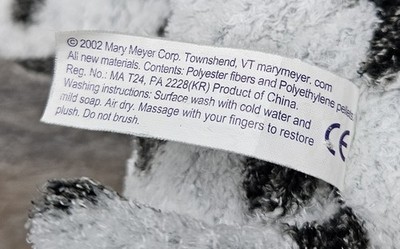 © 2002 Mary Meyer Corp. Townshend, VT marymeyer. com
All new materials. Contents: Polyester fibers and Polyethylene pellets.
Reg. No.: MA T24, PA 2228(KR) Product of China.
Washing instructions: Surface wash with cold water and
mild soap. Air dry. Massage with your fingers to restore
plush. Do not brush.
CE